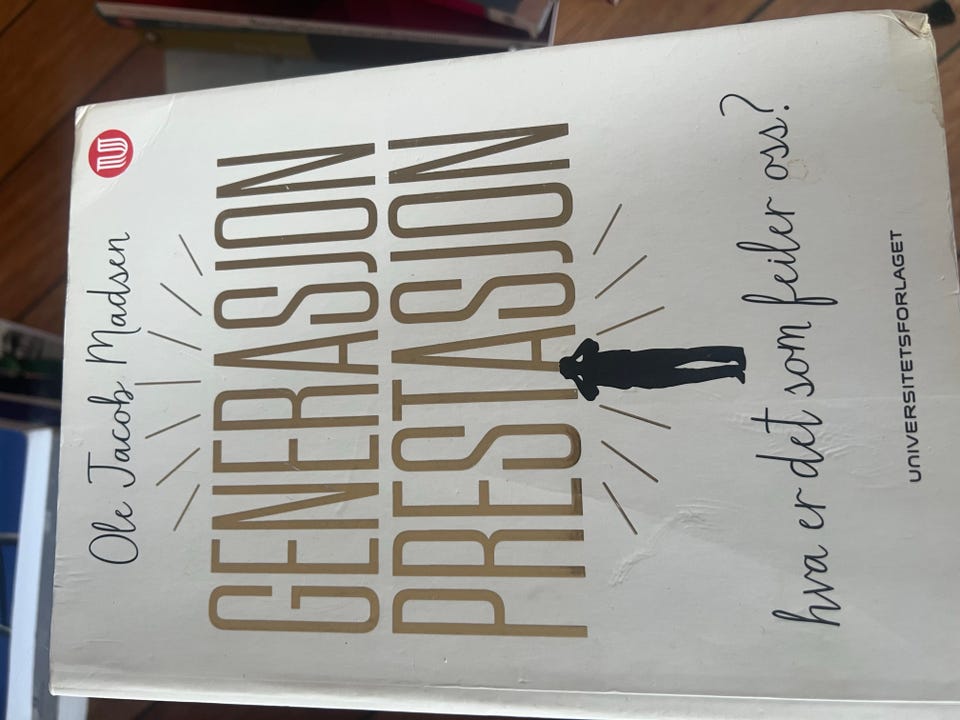 Ole Jacob Madsen
GENERASJON
PRESTASJON
hva er det som feiler oss?
UNIVERSITETSFORLAGET